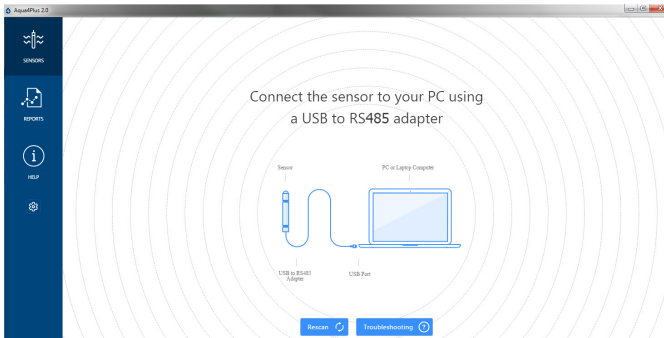 Aqua4Plus 2.0
SENSORS
REPORTS
HELP
Connect the sensor to your PC using
a USB to RS485 adapter
Sensor
PC or Laptop Computer
USB to RS485
Adapter
USB Port
Rescan
Troubleshooting